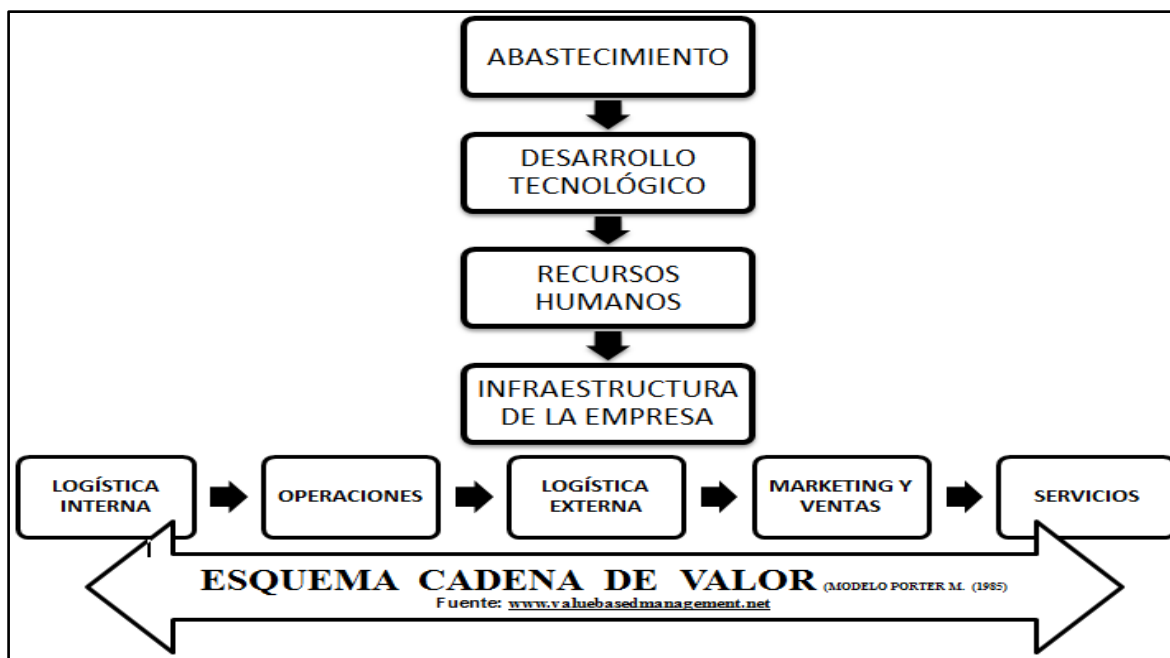 ABASTECIMIENTO
DESARROLLO
TECNOLÓGICO
RECURSOS
HUMANOS
INFRAESTRUCTURA
DE LA EMPRESA
LOGÍSTICA
INTERNA
OPERACIONES
LOGÍSTICA
EXTERNA
MARKETING Y
VENTAS
SERVICIOS
ESQUEMA CADENA DE VALOR (MODELO PORTER M. (1985)
Fuente: www.valuebasedmanagement.net